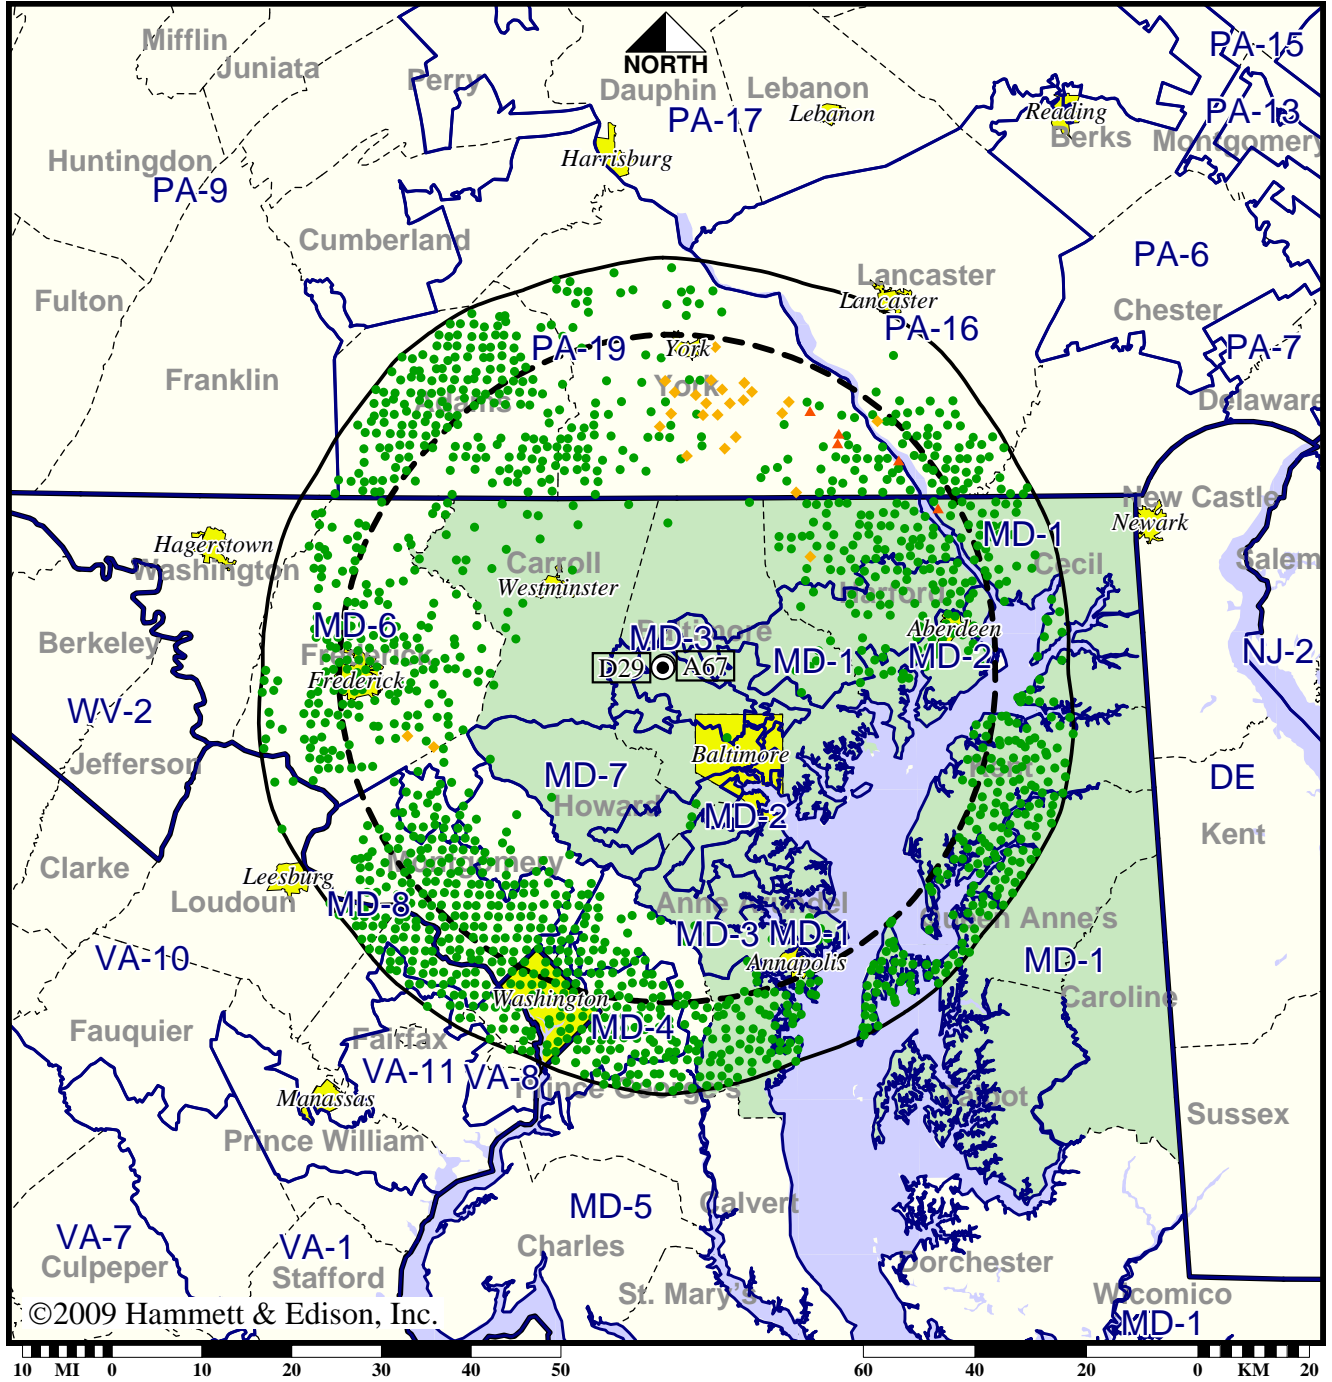 Mifflin
Juniata
Perry
NORTH
Dauphin
Lebanon
Lebanon
PA-15
PA-17
Reading
PA-13
Berks
Montgomery
Huntingdon
PA-9
Harrisburg
Cumberland
PA-6
Fulton
Lancaster
Lancaster
Chester
PA-16
PA-19
York
PA-7
Franklin
Adams
York
Delaware
New Castle
Newark
Hagerstown
Washington
MD-1
Carroll
Westminster
Cecil
Salem
Harford
Berkeley
MD-6
Frederick
Frederick
MD-3
Baltimore
Aberdeen
D29
A67
MD-1
MD-2
NJ-2
WV-2
Jefferson
Baltimore
MD-7
Howard
Kent
DE
MD-2
Kent
Clarke
Leesburg
Montgomery
Loudoun
MD-8
Anne Arundel
Queen Anne's
MD-3
MD-1
VA-10
Annapolis
MD-1
Washington
Caroline
Fauquier
Fairfax
MD-4
VA-11
VA-8
Prince George's
Manassas
Talbot
Sussex
Prince William
MD-5
Calvert
VA-7
Culpeper
VA-1
Stafford
Charles
Dorchester
St. Mary's
Wicomico
©2009 Hammett & Edison, Inc.
MD-1
10 MI 0 10 20 30 40 50
60 40 20 0 KM 20